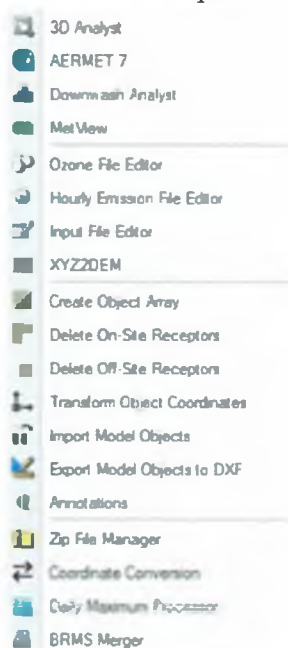 3D Analyst
AERMET 7
Downwash Analyst
MetView
Ozone File Editor
Hourly Emission File Editor
Input File Editor
XYZ2DEM
Create Object Array
Delete On-Site Receptors
Delete Off-Site Receptors
Transform Object Coordinates
Import Model Objects
Export Model Objects to DXF
Annotations
Zip File Manager
Coordinate Conversion
Daily Maximum Processor
BRMS Merger